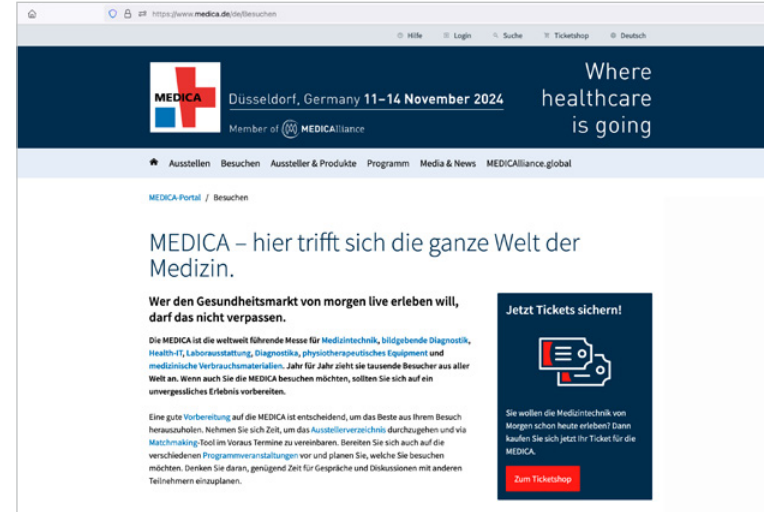 https://www.medica.de/de/Besuchen
Hilfe Login Suche Ticketshop Deutsch
MEDICA
Düsseldorf, Germany 11–14 November 2024
Member of MEDICAlliance
Where
healthcare
is going
Ausstellen Besuchen Aussteller & Produkte Programm Media & News MEDICAlliance.global
MEDICA-Portal / Besuchen
MEDICA – hier trifft sich die ganze Welt der
Medizin.
Wer den Gesundheitsmarkt von morgen live erleben will,
darf das nicht verpassen.
Die MEDICA ist die weltweit führende Messe für Medizintechnik, bildgebende Diagnostik,
Health-IT, Laborausstattung, Diagnostika, physiotherapeutisches Equipment und
medizinische Verbrauchsmaterialien. Jahr für Jahr zieht sie tausende Besucher aus aller
Welt an. Wenn auch Sie die MEDICA besuchen möchten, sollten Sie sich auf ein
unvergessliches Erlebnis vorbereiten.
Eine gute Vorbereitung auf die MEDICA ist entscheidend, um das Beste aus Ihrem Besuch
herauszuholen. Nehmen Sie sich Zeit, um das Ausstellerverzeichnis durchzugehen und via
Matchmaking-Tool im Voraus Termine zu vereinbaren. Bereiten Sie sich auch auf die
verschiedenen Programmveranstaltungen vor und planen Sie, welche Sie besuchen
möchten. Denken Sie daran, genügend Zeit für Gespräche und Diskussionen mit anderen
Teilnehmern einzuplanen.
Jetzt Tickets sichern!
Sie wollen die Medizintechnik von
Morgen schon heute erleben? Dann
kaufen Sie sich jetzt Ihr Ticket für die
MEDICA.
Zum Ticketshop